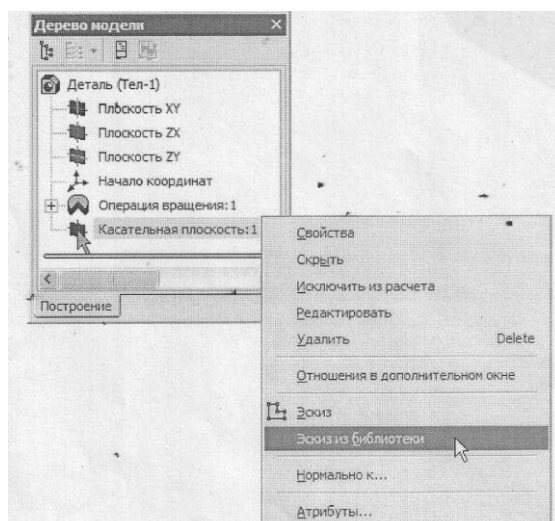 Дерево модели
Деталь (Тел-1)
Плоскость XY
Плоскость ZX
Плоскость ZY
Начало координат
Операция вращения:1
Касательная плоскость:1
Построение
Свойства
Скрыть
Исключить из расчета
Редактировать
Удалить Delete
Отношения в дополнительном окне
Эскиз
Эскиз из библиотеки
Нормально к...
Атрибуты...